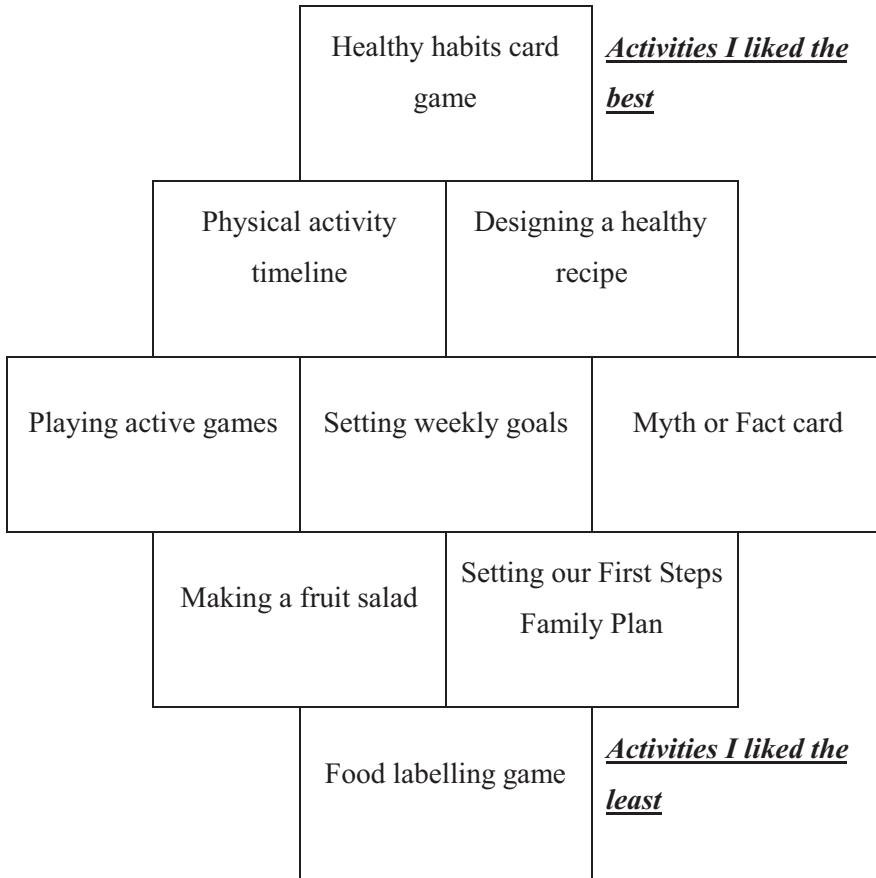 Healthy habits card
game
Activities I liked the
best
Physical activity
timeline
Designing a healthy
recipe
Playing active games
Setting weekly goals
Myth or Fact card
Making a fruit salad
Setting our First Steps
Family Plan
Food labelling game
Activities I liked the
least